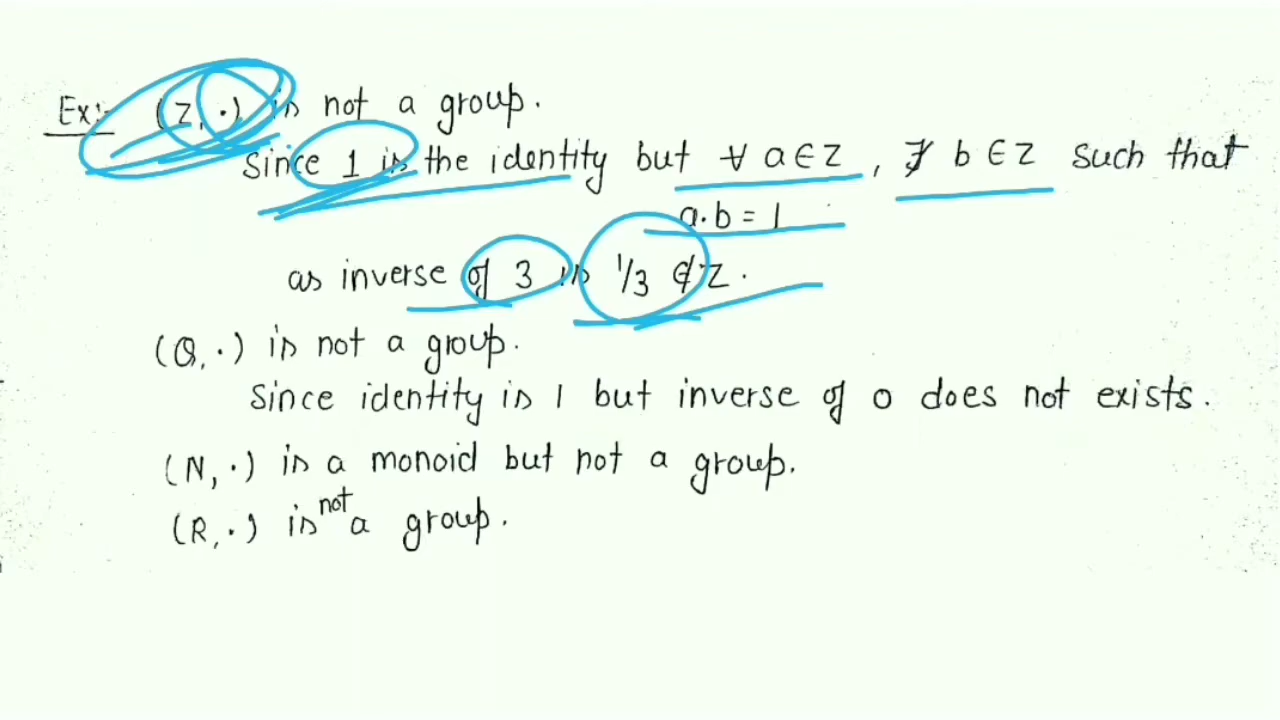 Ex:- (Z, ·) is not a group.
Since 1 is the identity but ∀ a∈Z, ∄ b∈Z such that
a·b = 1
as inverse of 3 is 1/3 ∉ Z.
(Q, ·) is not a group.
Since identity is 1 but inverse of 0 does not exists.
(N, ·) is a monoid but not a group.
(R, ·) is not a group.